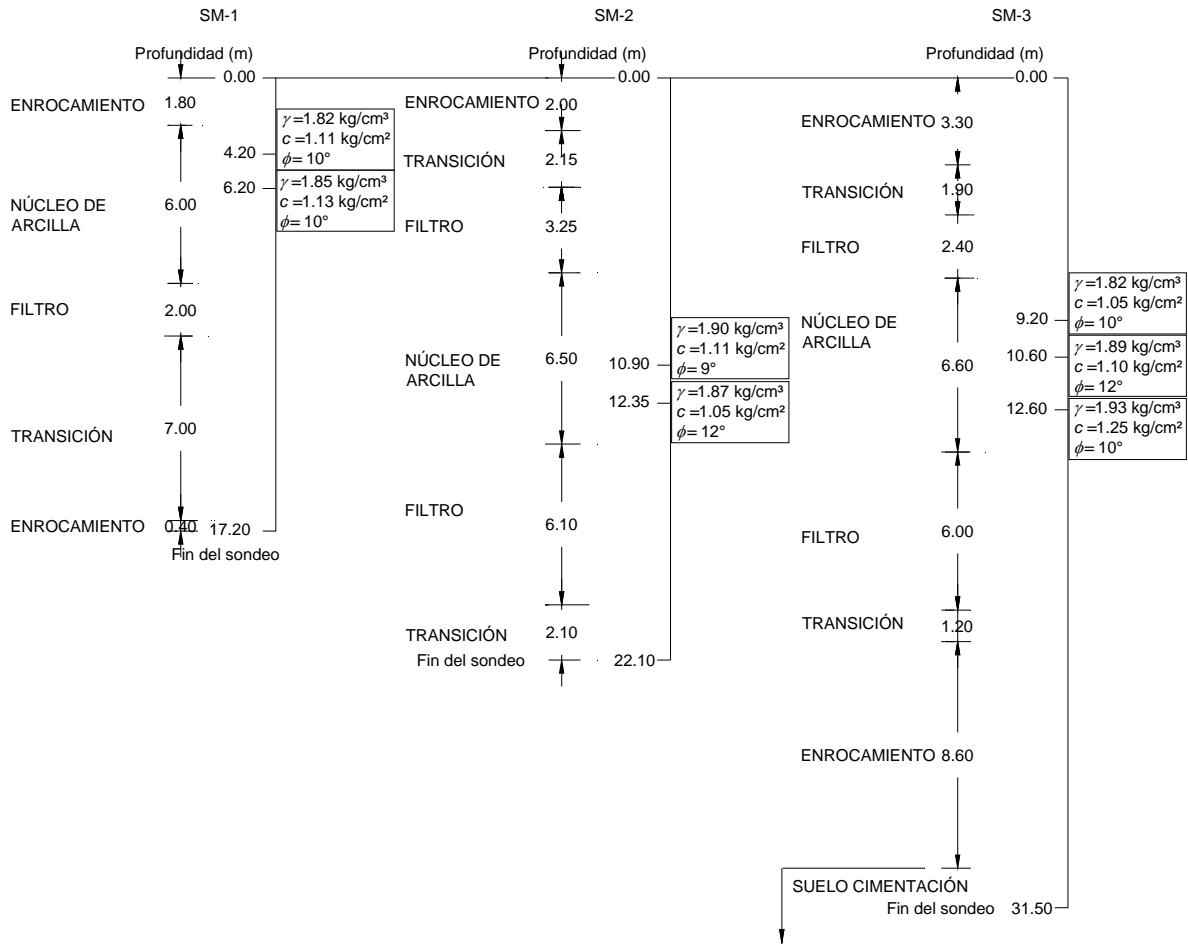 SM-1
Profundidad (m)
0.00
ENROCAMIENTO 1.80
γ=1.82 kg/cm³
c=1.11 kg/cm²
ϕ= 10°
4.20
γ=1.85 kg/cm³
c=1.13 kg/cm²
ϕ= 10°
6.20
NÚCLEO DE
ARCILLA
6.00
FILTRO 2.00
TRANSICIÓN 7.00
ENROCAMIENTO 0.40 17.20
Fin del sondeo
SM-2
Profundidad (m)
0.00
ENROCAMIENTO 2.00
TRANSICIÓN 2.15
FILTRO 3.25
NÚCLEO DE
ARCILLA
6.50
γ=1.90 kg/cm³
c=1.11 kg/cm²
ϕ= 9°
10.90
γ=1.87 kg/cm³
c=1.05 kg/cm²
ϕ= 12°
12.35
FILTRO 6.10
TRANSICIÓN 2.10
Fin del sondeo 22.10
SM-3
Profundidad (m)
0.00
ENROCAMIENTO 3.30
TRANSICIÓN 1.90
FILTRO 2.40
NÚCLEO DE
ARCILLA
6.60
γ=1.82 kg/cm³
c=1.05 kg/cm²
ϕ= 10°
9.20
γ=1.89 kg/cm³
c=1.10 kg/cm²
ϕ= 12°
10.60
γ=1.93 kg/cm³
c=1.25 kg/cm²
ϕ= 10°
12.60
FILTRO 6.00
TRANSICIÓN 1.20
ENROCAMIENTO 8.60
SUELO CIMENTACIÓN
Fin del sondeo 31.50